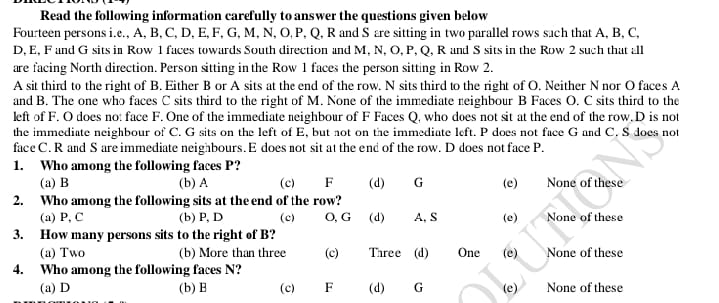 Read the following information carefully to answer the questions given below
Fourteen persons i.e., A, B, C, D, E, F, G, M, N, O, P, Q, R and S are sitting in two parallel rows such that A, B, C,
D, E, F and G sits in Row 1 faces towards South direction and M, N, O, P, Q, R and S sits in the Row 2 such that all
are facing North direction. Person sitting in the Row 1 faces the person sitting in Row 2.
A sit third to the right of B. Either B or A sits at the end of the row. N sits third to the right of O. Neither N nor O faces A
and B. The one who faces C sits third to the right of M. None of the immediate neighbour B Faces O. C sits third to the
left of F. O does not face F. One of the immediate neighbour of F Faces Q, who does not sit at the end of the row. D is not
the immediate neighbour of C. G sits on the left of E, but not on the immediate left. P does not face G and C. S does not
face C. R and S are immediate neighbours. E does not sit at the end of the row. D does not face P.
1. Who among the following faces P?
(a) B (b) A (c) F (d) G (e) None of these
2. Who among the following sits at the end of the row?
(a) P, C (b) P, D (c) O, G (d) A, S (e) None of these
3. How many persons sits to the right of B?
(a) Two (b) More than three (c) Three (d) One (e) None of these
4. Who among the following faces N?
(a) D (b) E (c) F (d) G (e) None of these